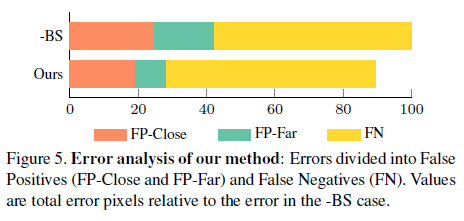 -BS
Ours
0 20 40 60 80 100
FP-Close FP-Far FN
Figure 5. Error analysis of our method: Errors divided into False
Positives (FP-Close and FP-Far) and False Negatives (FN). Values
are total error pixels relative to the error in the -BS case.